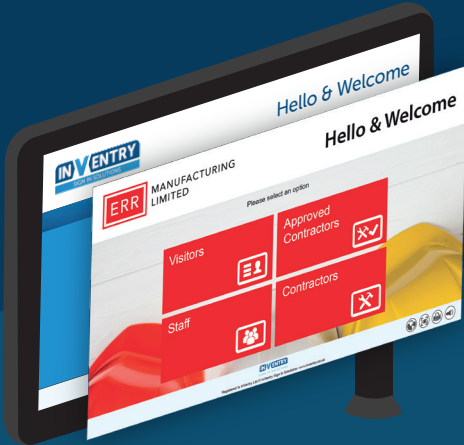 Hello & Welcome
INVENTRY
SIGN IN SOLUTIONS
Hello & Welcome
ERR
MANUFACTURING
LIMITED
Please select an option
Visitors
Approved
Contractors
Staff
Contractors
INVENTRY